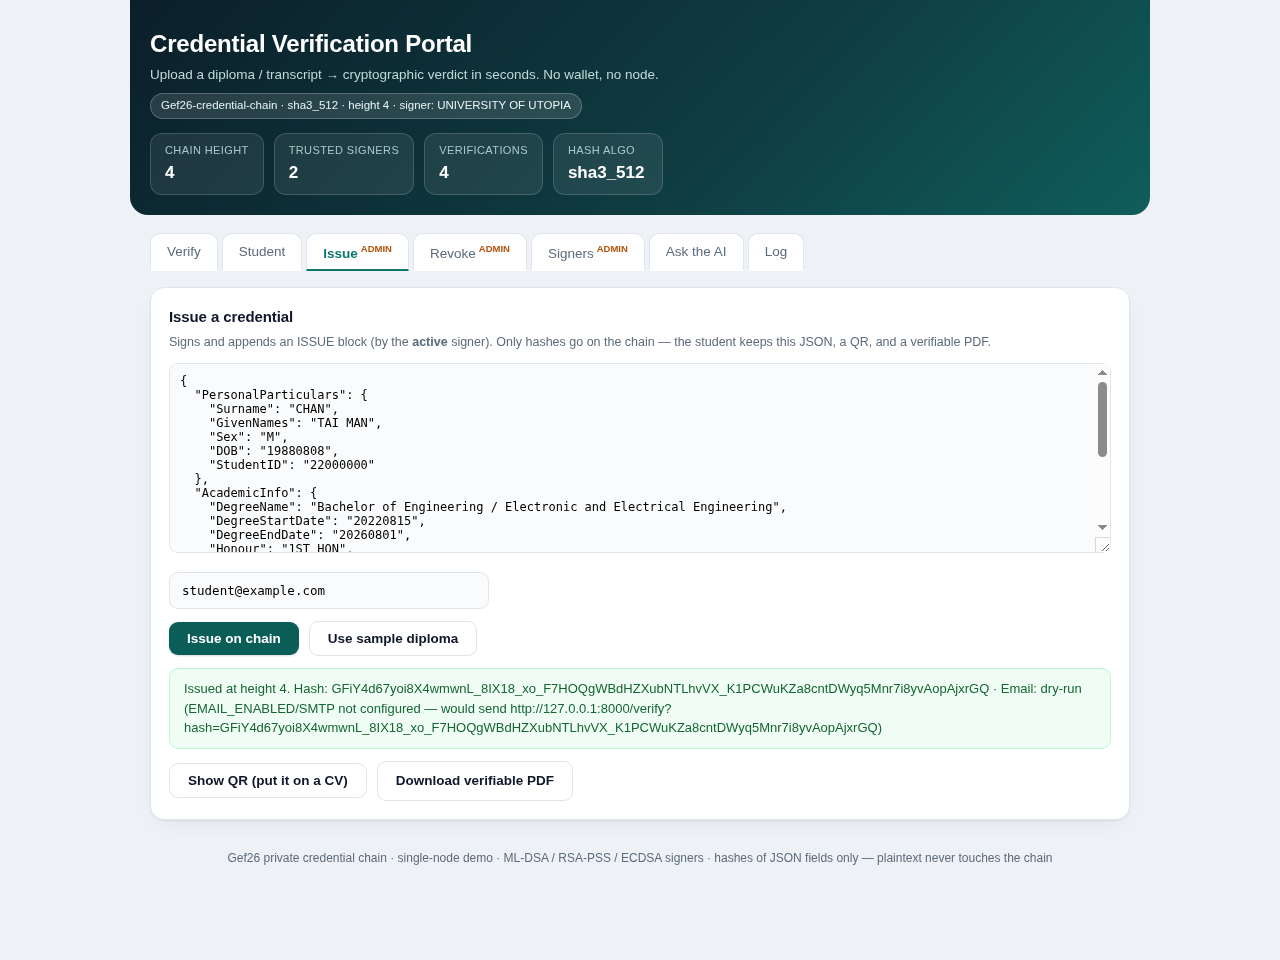 Credential Verification Portal
Upload a diploma / transcript → cryptographic verdict in seconds. No wallet, no node.
Gef26-credential-chain · sha3_512 · height 4 · signer: UNIVERSITY OF UTOPIA
CHAIN HEIGHT
4
TRUSTED SIGNERS
2
VERIFICATIONS
4
HASH ALGO
sha3_512
Verify
Student
Issue ADMIN
Revoke ADMIN
Signers ADMIN
Ask the AI
Log
Issue a credential
Signs and appends an ISSUE block (by the active signer). Only hashes go on the chain — the student keeps this JSON, a QR, and a verifiable PDF.
{
  "PersonalParticulars": {
    "Surname": "CHAN",
    "GivenNames": "TAI MAN",
    "Sex": "M",
    "DOB": "19880808",
    "StudentID": "22000000"
  },
  "AcademicInfo": {
    "DegreeName": "Bachelor of Engineering / Electronic and Electrical Engineering",
    "DegreeStartDate": "20220815",
    "DegreeEndDate": "20260801",
    "Honour": "1ST HON",
student@example.com
Issue on chain
Use sample diploma
Issued at height 4. Hash: GFiY4d67yoi8X4wmwnL_8IX18_xo_F7HOQgWBdHZXubNTLhvVX_K1PCWuKZa8cntDWyq5Mnr7i8yvAopAjxrGQ · Email: dry-run
(EMAIL_ENABLED/SMTP not configured — would send http://127.0.0.1:8000/verify?
hash=GFiY4d67yoi8X4wmwnL_8IX18_xo_F7HOQgWBdHZXubNTLhvVX_K1PCWuKZa8cntDWyq5Mnr7i8yvAopAjxrGQ)
Show QR (put it on a CV)
Download verifiable PDF
Gef26 private credential chain · single-node demo · ML-DSA / RSA-PSS / ECDSA signers · hashes of JSON fields only — plaintext never touches the chain